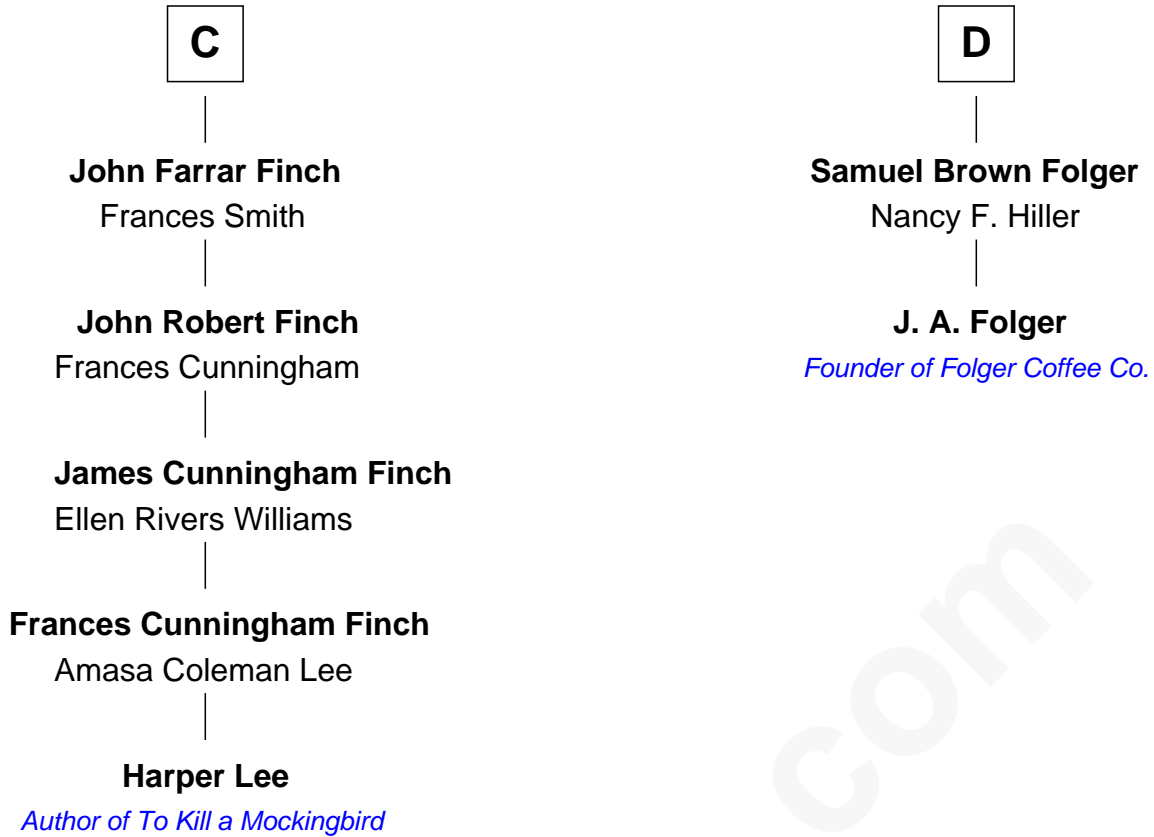 C
John Farrar Finch
Frances Smith
John Robert Finch
Frances Cunningham
James Cunningham Finch
Ellen Rivers Williams
Frances Cunningham Finch
Amasa Coleman Lee
Harper Lee
Author of To Kill a Mockingbird
D
Samuel Brown Folger
Nancy F. Hiller
J. A. Folger
Founder of Folger Coffee Co.
com